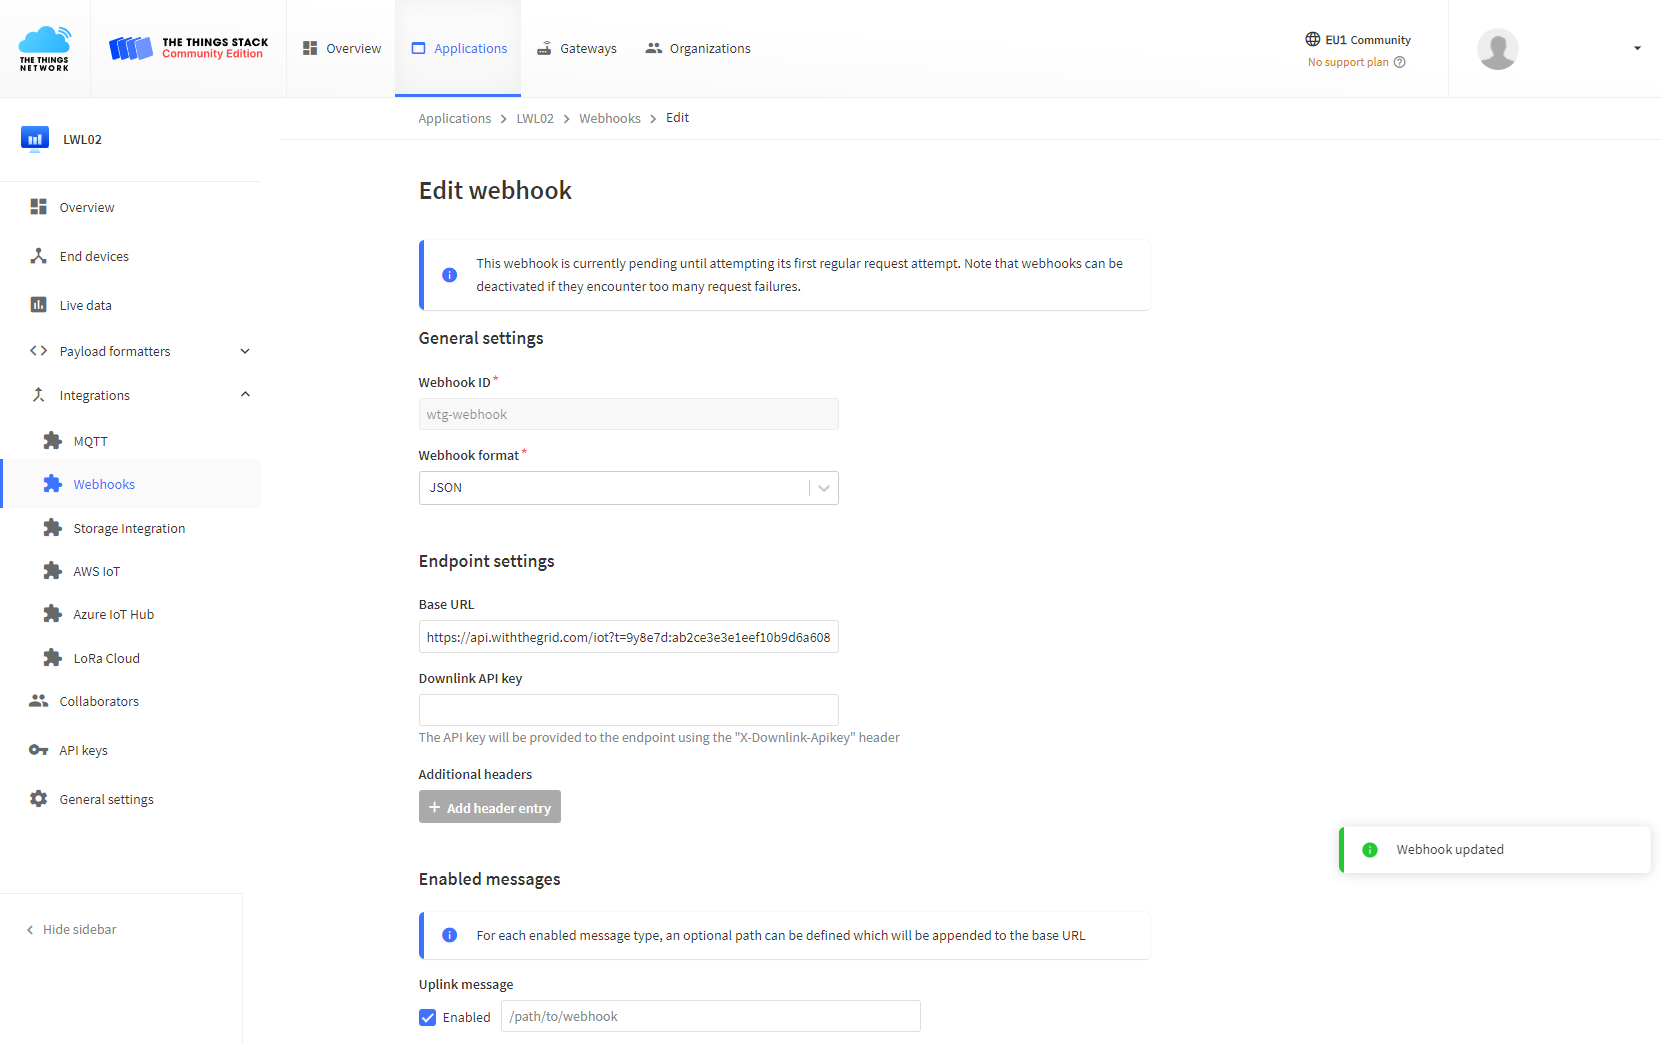 THE THINGS
NETWORK
THE THINGS STACK
Community Edition
Overview
Applications
Gateways
Organizations
EU1 Community
No support plan
LWL02
Applications > LWL02 > Webhooks > Edit
Overview
End devices
Live data
Payload formatters
Integrations
MQTT
Webhooks
Storage Integration
AWS IoT
Azure IoT Hub
LoRa Cloud
Collaborators
API keys
General settings
Hide sidebar
Edit webhook
This webhook is currently pending until attempting its first regular request attempt. Note that webhooks can be
deactivated if they encounter too many request failures.
General settings
Webhook ID *
wtg-webhook
Webhook format *
JSON
Endpoint settings
Base URL
https://api.withthegrid.com/iot?t=9y8e7d:ab2ce3e3e1eef10b9d6a608
Downlink API key
The API key will be provided to the endpoint using the "X-Downlink-Apikey" header
Additional headers
+ Add header entry
Enabled messages
For each enabled message type, an optional path can be defined which will be appended to the base URL
Uplink message
Enabled
/path/to/webhook
Webhook updated